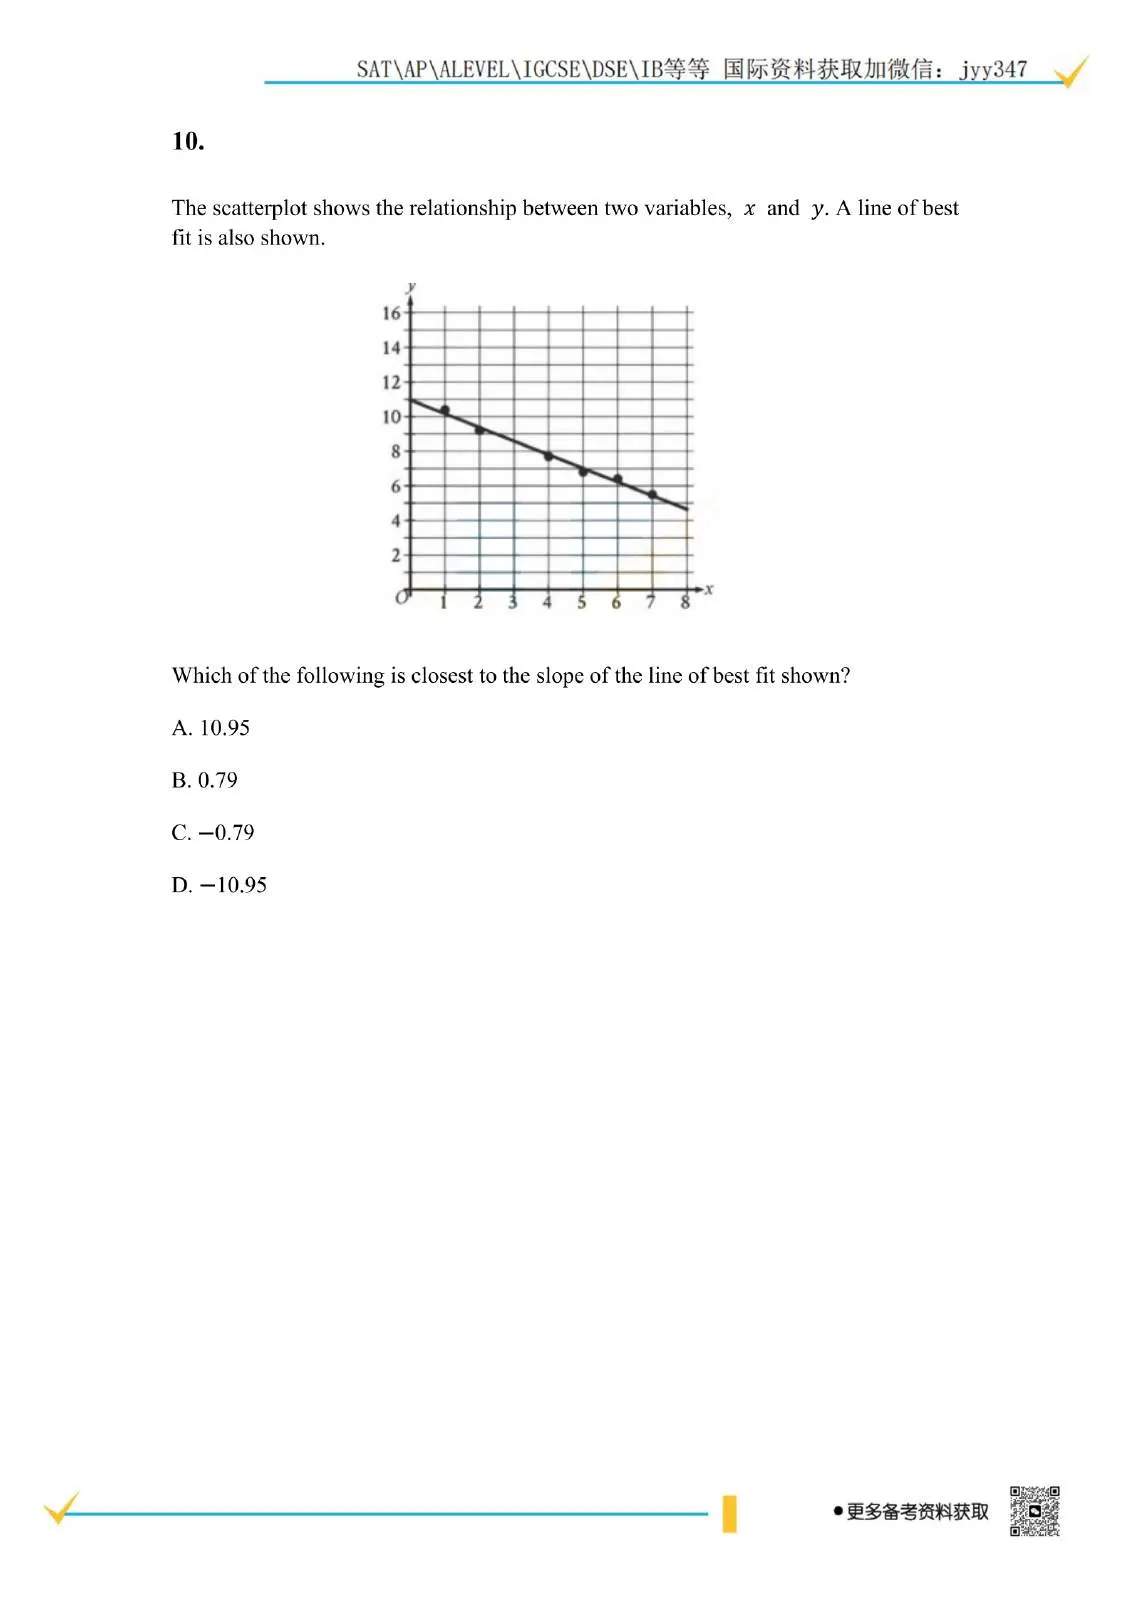 SAT\AP\ALEVEL\IGCSE\DSE\IB等等 国际资料获取加微信：jyy347
10.
The scatterplot shows the relationship between two variables, x and y. A line of best
fit is also shown.
y
16
14
12
10
8
6
4
2
O 1 2 3 4 5 6 7 8 x
Which of the following is closest to the slope of the line of best fit shown?
A. 10.95
B. 0.79
C. −0.79
D. −10.95
●更多备考资料获取